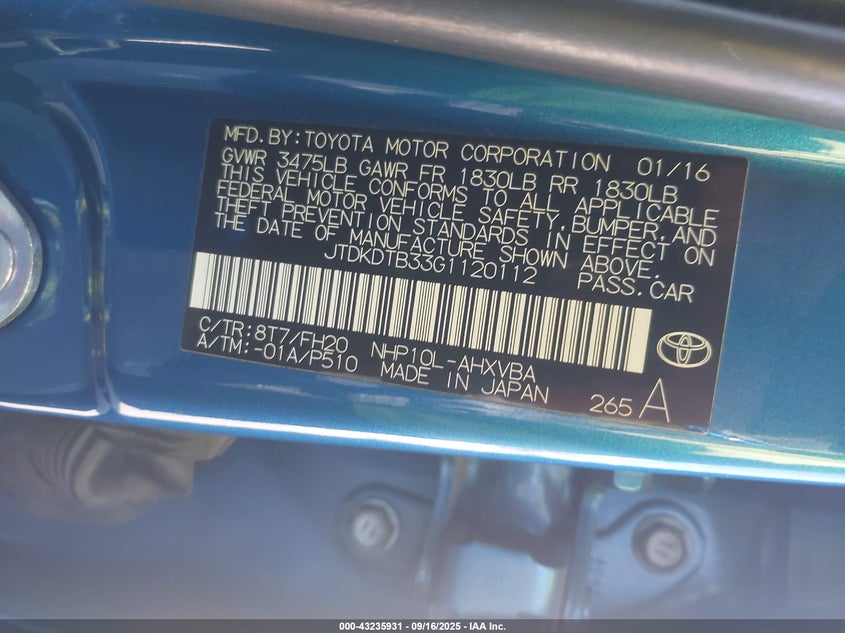 MFD.BY:TOYOTA MOTOR CORPORATION 01/16
GVWR 3475LB GAWR FR 1830LB RR 1830LB
THIS VEHICLE CONFORMS TO ALL APPLICABLE
FEDERAL MOTOR VEHICLE SAFETY,BUMPER,AND
THEFT PREVENTION STANDARDS IN EFFECT ON
THE DATE OF MANUFACTURE SHOWN ABOVE.
JTDKDTB33G1120112 PASS.CAR
C/TR:8T7/FH20 NHP10L-AHXVBA
A/TM:-01A/P510 MADE IN JAPAN
265 A
000-43235931 - 09/16/2025 - IAA Inc.